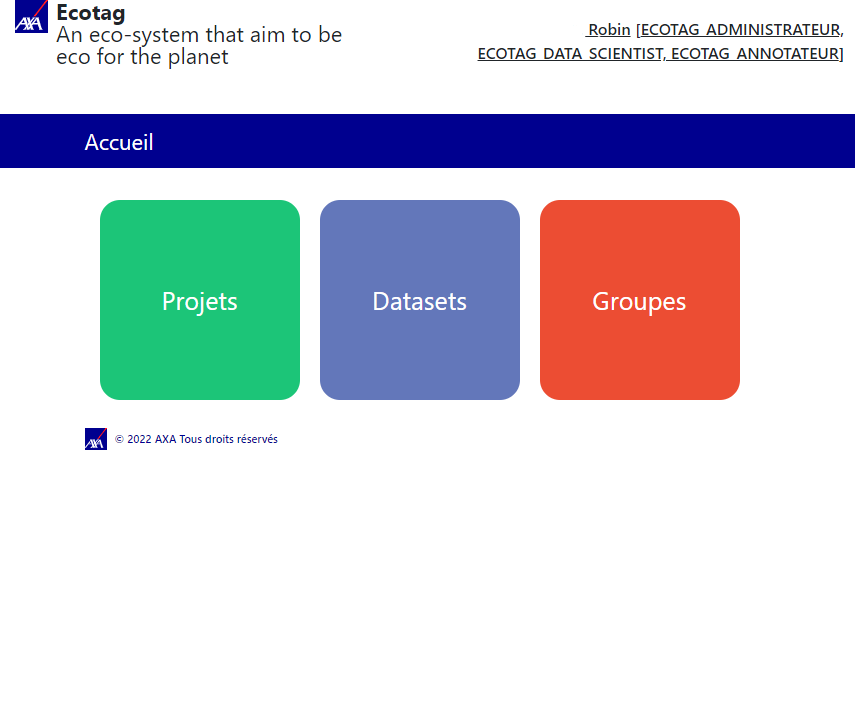 AXA
Ecotag
An eco-system that aim to be
eco for the planet
Robin [ECOTAG_ADMINISTRATEUR,
ECOTAG_DATA_SCIENTIST, ECOTAG_ANNOTATEUR]
Accueil
Projets
Datasets
Groupes
AXA
© 2022 AXA Tous droits réservés